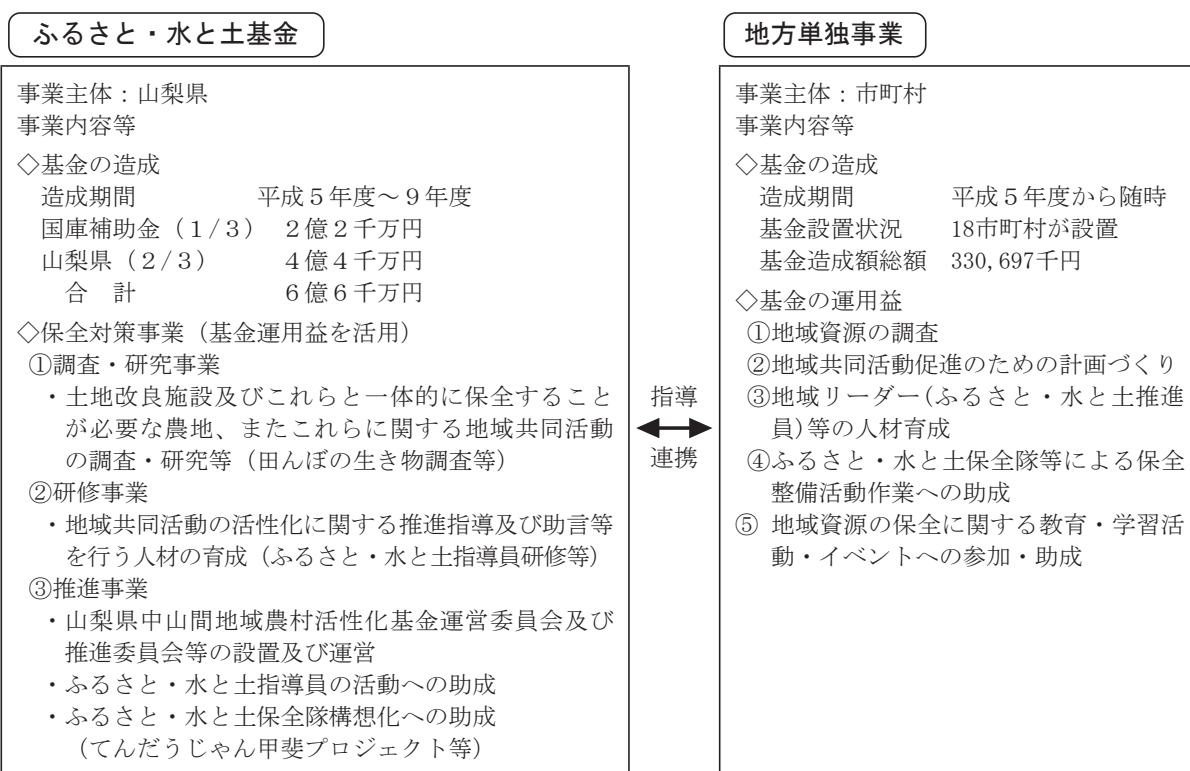 ふるさと・水と土基金
事業主体：山梨県
事業内容等
◇基金の造成
造成期間　平成５年度～９年度
国庫補助金（１/３）　２億２千万円
山梨県（２/３）　４億４千万円
合　計　６億６千万円
◇保全対策事業（基金運用益を活用）
①調査・研究事業
・土地改良施設及びこれらと一体的に保全すること
が必要な農地、またこれらに関する地域共同活動
の調査・研究等（田んぼの生き物調査等）
②研修事業
・地域共同活動の活性化に関する推進指導及び助言等
を行う人材の育成（ふるさと・水と土指導員研修等）
③推進事業
・山梨県中山間地域農村活性化基金運営委員会及び
推進委員会等の設置及び運営
・ふるさと・水と土指導員の活動への助成
・ふるさと・水と土保全隊構想化への助成
（てんだうじゃん甲斐プロジェクト等）
指導
連携
地方単独事業
事業主体：市町村
事業内容等
◇基金の造成
造成期間　平成５年度から随時
基金設置状況　18市町村が設置
基金造成額総額　330,697千円
◇基金の運用益
①地域資源の調査
②地域共同活動促進のための計画づくり
③地域リーダー(ふるさと・水と土推進
員)等の人材育成
④ふるさと・水と土保全隊等による保全
整備活動作業への助成
⑤ 地域資源の保全に関する教育・学習活
動・イベントへの参加・助成